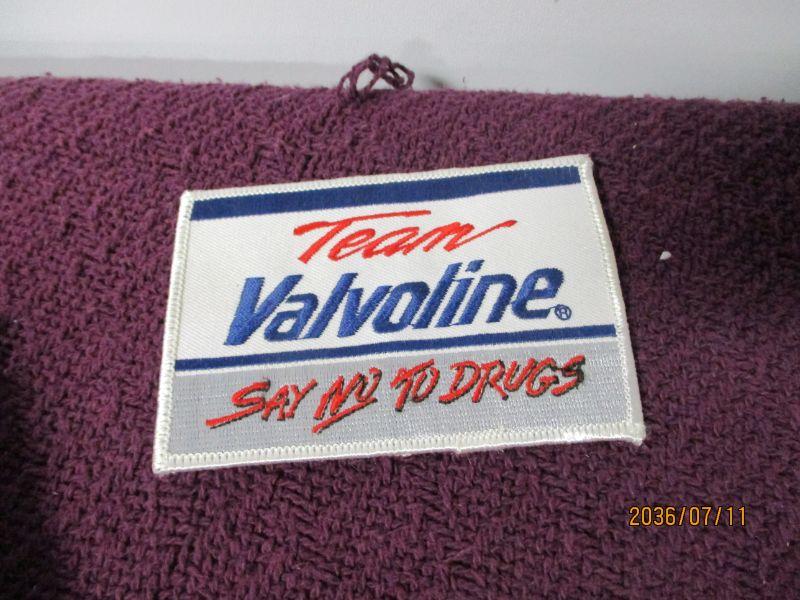 Team
Valvoline®
SAY NO TO DRUGS
2036/07/11